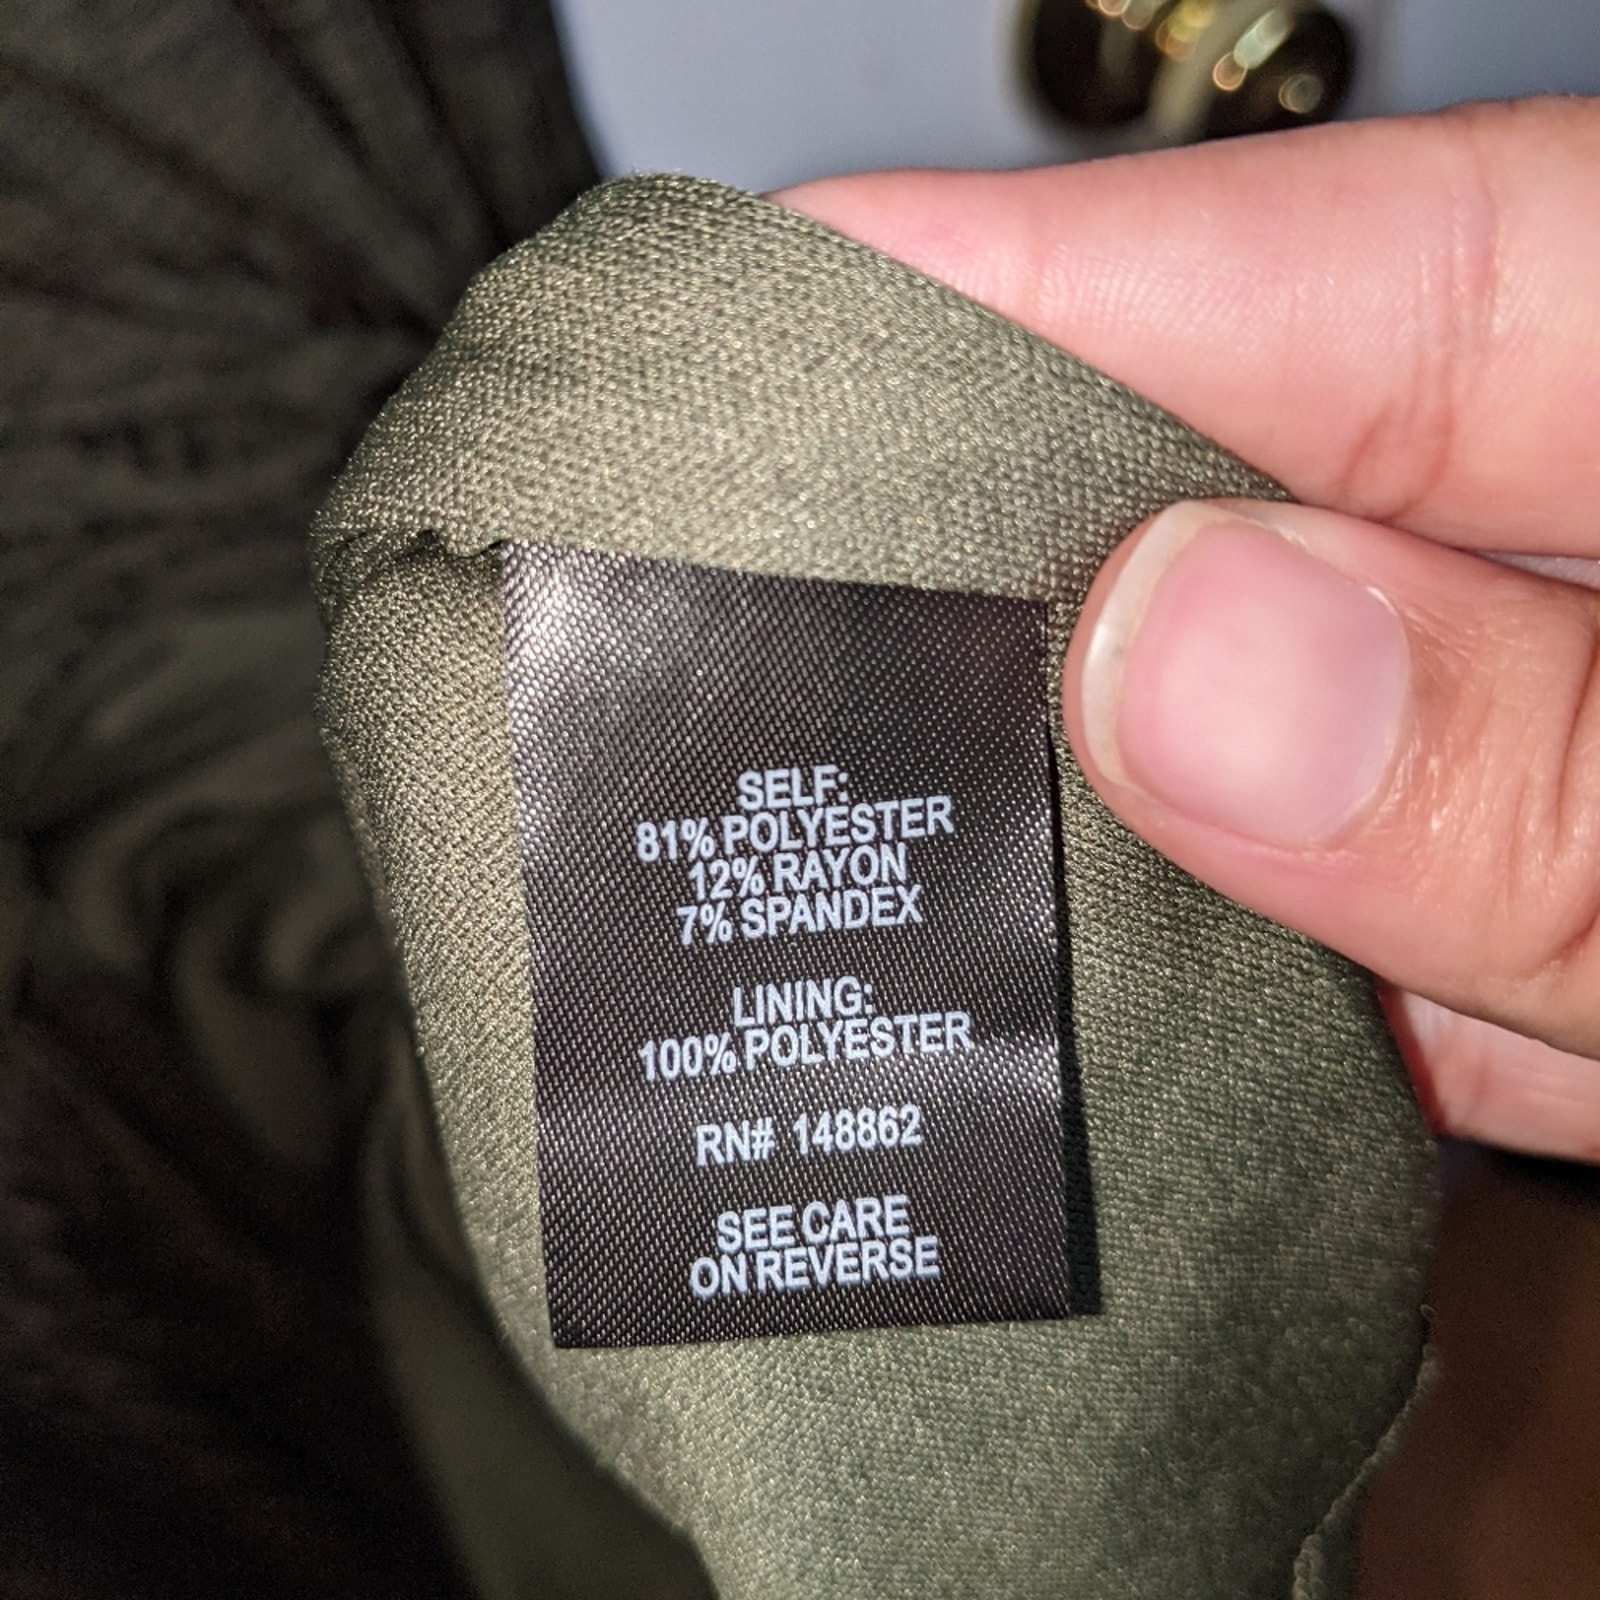 SELF:
81% POLYESTER
12% RAYON
7% SPANDEX
LINING:
100% POLYESTER
RN# 148862
SEE CARE
ON REVERSE